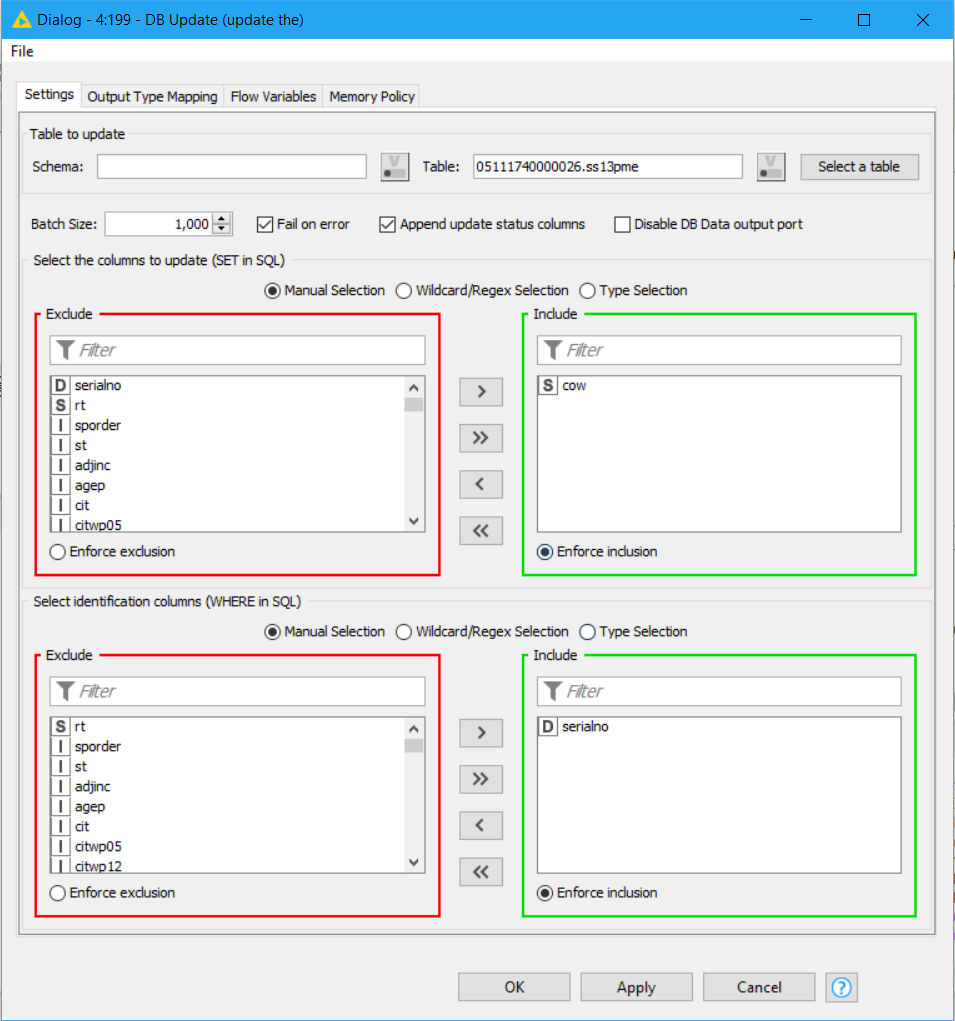 Dialog - 4:199 - DB Update (update the)
File
Settings Output Type Mapping Flow Variables Memory Policy
Table to update
Schema: V Table: 05111740000026.ss13pme V Select a table
Batch Size: 1,000 Fail on error Append update status columns Disable DB Data output port
Select the columns to update (SET in SQL)
Manual Selection Wildcard/Regex Selection Type Selection
Exclude Include
Filter Filter
D serialno S cow
S rt >
I sporder
I st >>
I adjinc
I agep <
I cit
I citwp05 <<
Enforce exclusion Enforce inclusion
Select identification columns (WHERE in SQL)
Manual Selection Wildcard/Regex Selection Type Selection
Exclude Include
Filter Filter
S rt D serialno
I sporder >
I st
I adjinc >>
I agep
I cit <
I citwp05
I citwp12 <<
Enforce exclusion Enforce inclusion
OK Apply Cancel ?